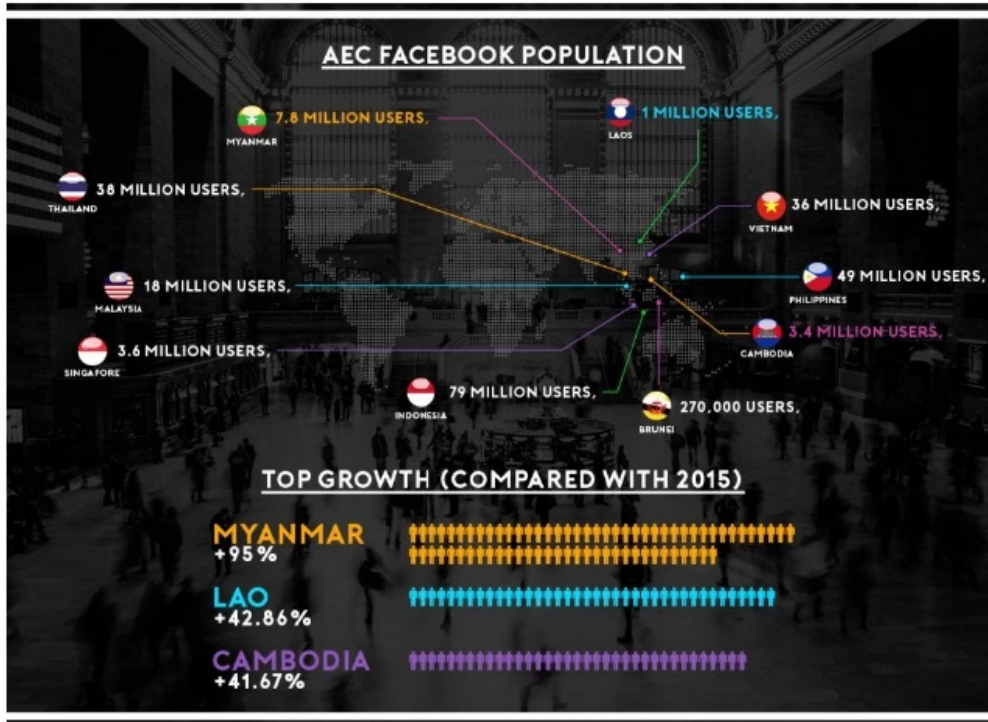 AEC FACEBOOK POPULATION
7.8 MILLION USERS,
MYANMAR
1 MILLION USERS,
LAOS
38 MILLION USERS,
THAILAND
36 MILLION USERS,
VIETNAM
18 MILLION USERS,
MALAYSIA
49 MILLION USERS,
PHILIPPINES
3.4 MILLION USERS,
CAMBODIA
3.6 MILLION USERS,
SINGAPORE
79 MILLION USERS,
INDONESIA
270,000 USERS,
BRUNEI
TOP GROWTH (COMPARED WITH 2015)
MYANMAR
+95%
LAO
+42.86%
CAMBODIA
+41.67%